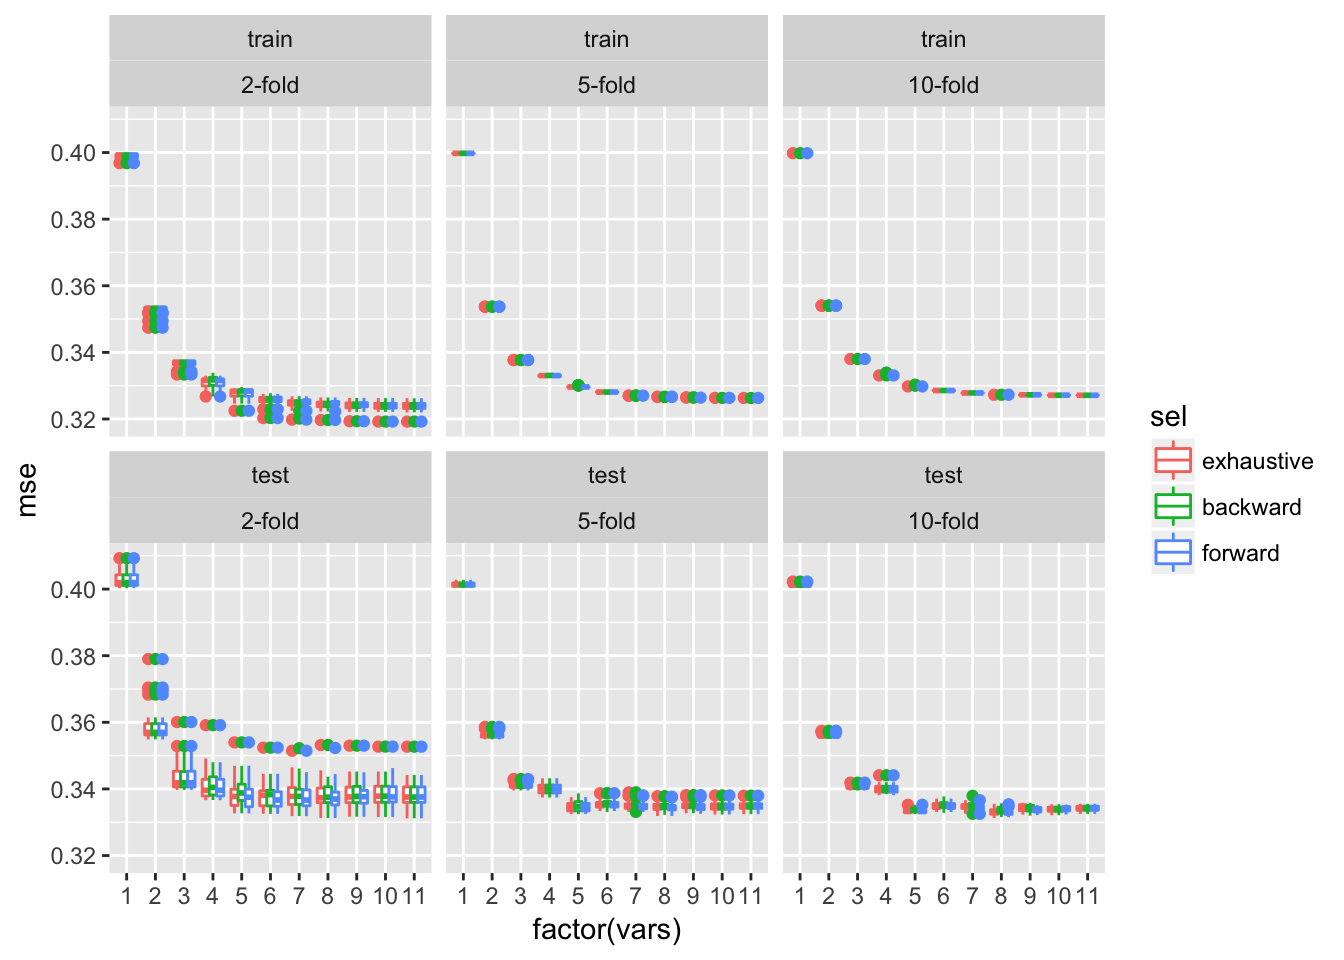 train
train
train
2-fold
5-fold
10-fold
0.40
0.38
0.36
0.34
0.32
test
test
test
2-fold
5-fold
10-fold
0.40
0.38
0.36
0.34
0.32
1 2 3 4 5 6 7 8 9 10 11
1 2 3 4 5 6 7 8 9 10 11
1 2 3 4 5 6 7 8 9 10 11
factor(vars)
mse
sel
exhaustive
backward
forward